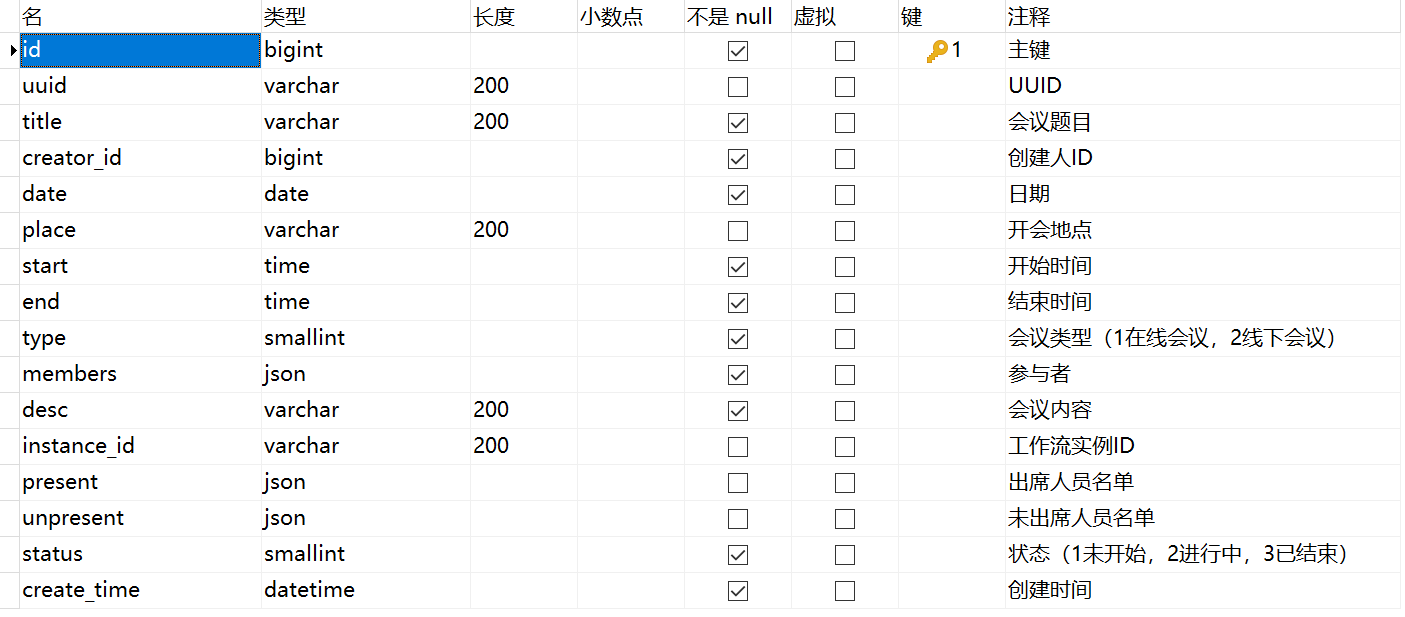 名 类型 长度 小数点 不是 null 虚拟 键 注释
id bigint 1 主键
uuid varchar 200 UUID
title varchar 200 会议题目
creator_id bigint 创建人ID
date date 日期
place varchar 200 开会地点
start time 开始时间
end time 结束时间
type smallint 会议类型（1在线会议，2线下会议）
members json 参与者
desc varchar 200 会议内容
instance_id varchar 200 工作流实例ID
present json 出席人员名单
unpresent json 未出席人员名单
status smallint 状态（1未开始，2进行中，3已结束）
create_time datetime 创建时间